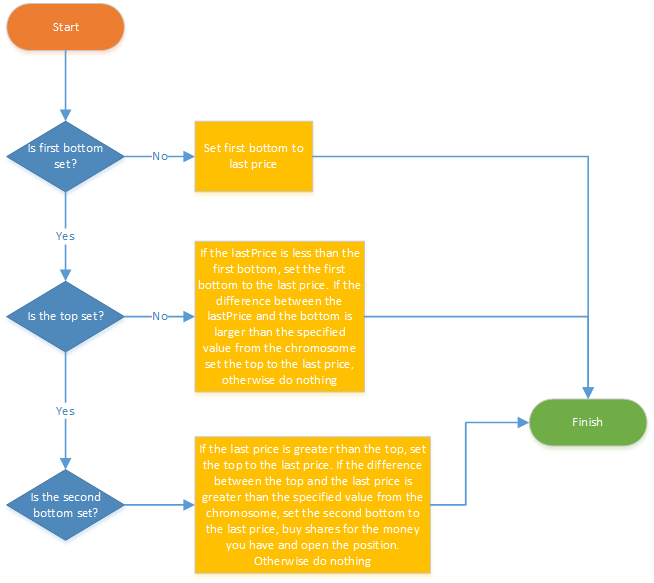 Start
Is first bottom
set?
No
Set first bottom to
last price
Yes
Is the top set?
No
If the lastPrice is less than the
first bottom, set the first
bottom to the last price. If the
difference between the
lastPrice and the bottom is
larger than the specified
value from the chromosome
set the top to the last price,
otherwise do nothing
Yes
Finish
Is the second
bottom set?
If the last price is greater than the top, set
the top to the last price. If the difference
between the top and the last price is
greater than the specified value from the
chromosome, set the second bottom to
the last price, buy shares for the money
you have and open the position.
Otherwise do nothing